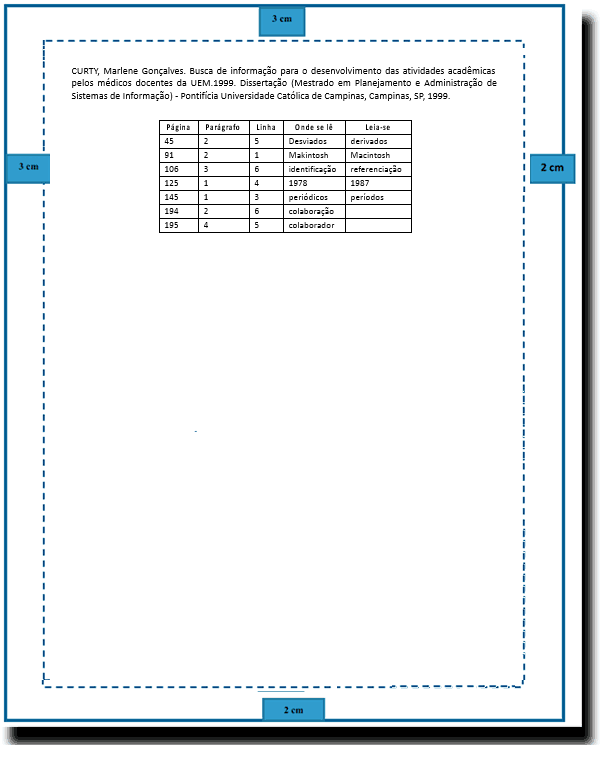 3 cm
CURTY, Marlene Gonçalves. Busca de informação para o desenvolvimento das atividades acadêmicas
pelos médicos docentes da UEM.1999. Dissertação (Mestrado em Planejamento e Administração de
Sistemas de Informação) - Pontifícia Universidade Católica de Campinas, Campinas, SP, 1999.
Página Parágrafo Linha Onde se lê Leia-se
45 2 5 Desviados derivados
91 2 1 Makintosh Macintosh
3 cm
2 cm
106 3 6 identificação referenciação
125 1 4 1978 1987
145 1 3 periódicos períodos
194 2 6 colaboração
195 4 5 colaborador
2 cm